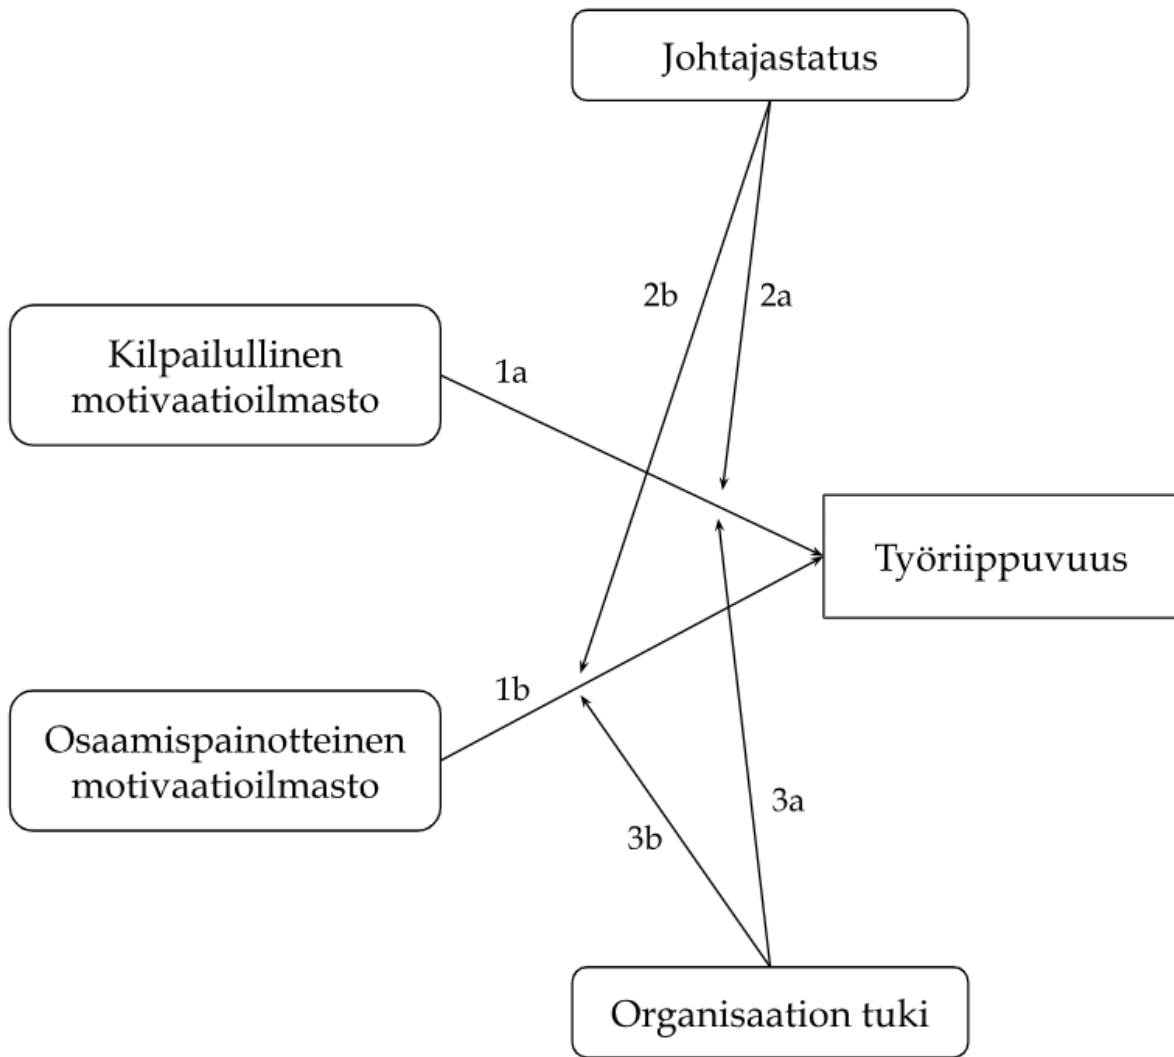 Johtajastatus
2b
2a
Kilpailullinen
motivaatioilmasto
1a
Työriippuvuus
1b
Osaamispainotteinen
motivaatioilmasto
3a
3b
Organisaation tuki